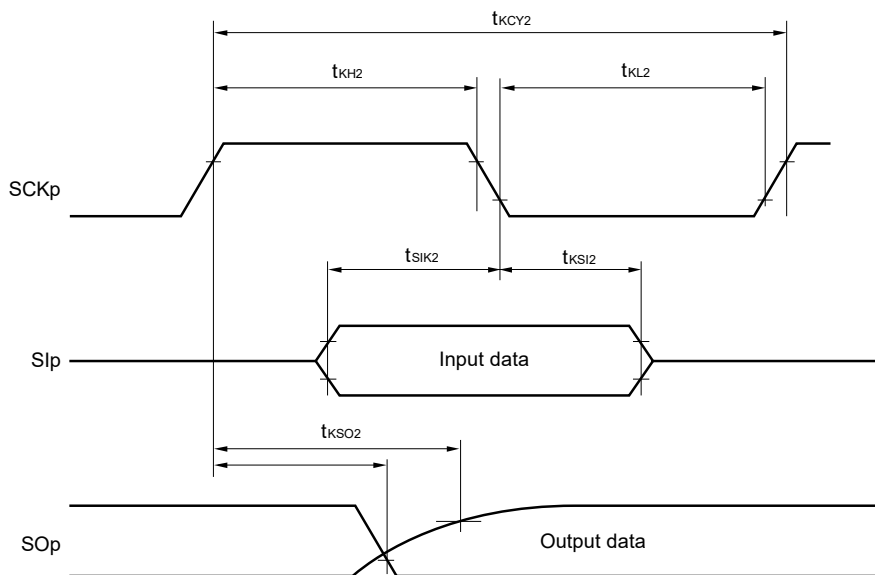 tKCY2
tKH2
tKL2
SCKp
tSIK2
tKSI2
SIp
Input data
tKSO2
SOp
Output data